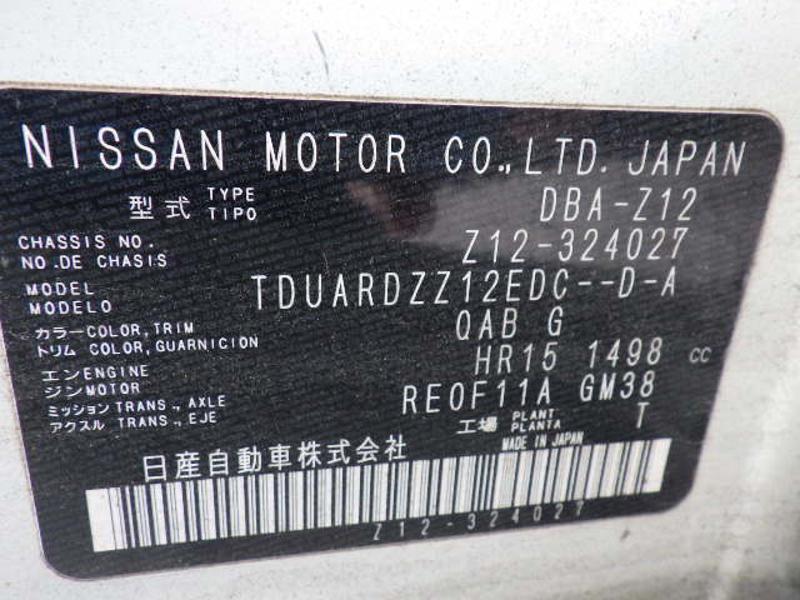 NISSAN MOTOR CO.,LTD. JAPAN
型式 TYPE TIPO DBA-Z12
CHASSIS NO.
NO.DE CHASIS Z12-324027
MODEL
MODELO TDUARDZZ12EDC--D-A
カラー COLOR, TRIM
トリム COLOR, GUARNICION QAB G
エン ENGINE
ジン MOTOR HR15 1498 CC
ミッション TRANS., AXLE
アクスル TRANS., EJE RE0F11A GM38
工場 PLANT PLANTA T
MADE IN JAPAN
日産自動車株式会社
Z12-324027